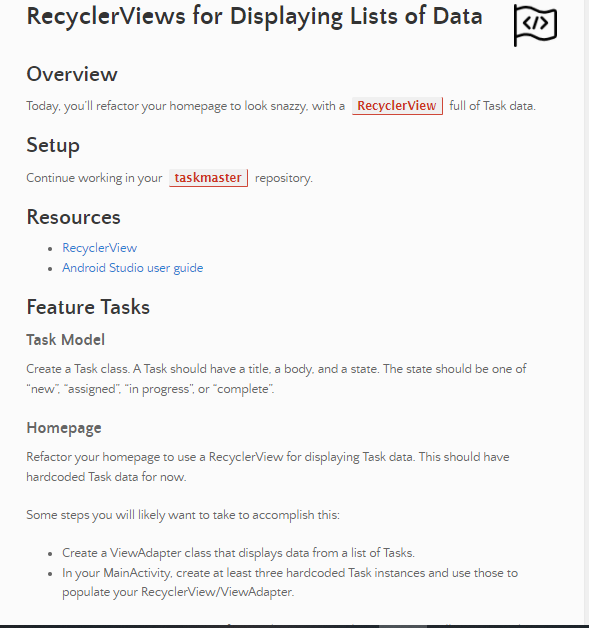 RecyclerViews for Displaying Lists of Data
</>
Overview
Today, you'll refactor your homepage to look snazzy, with a RecyclerView full of Task data.
Setup
Continue working in your taskmaster repository.
Resources
• RecyclerView
• Android Studio user guide
Feature Tasks
Task Model
Create a Task class. A Task should have a title, a body, and a state. The state should be one of
“new”, “assigned”, “in progress”, or “complete”.
Homepage
Refactor your homepage to use a RecyclerView for displaying Task data. This should have
hardcoded Task data for now.
Some steps you will likely want to take to accomplish this:
• Create a ViewAdapter class that displays data from a list of Tasks.
• In your MainActivity, create at least three hardcoded Task instances and use those to
populate your RecyclerView/ViewAdapter.